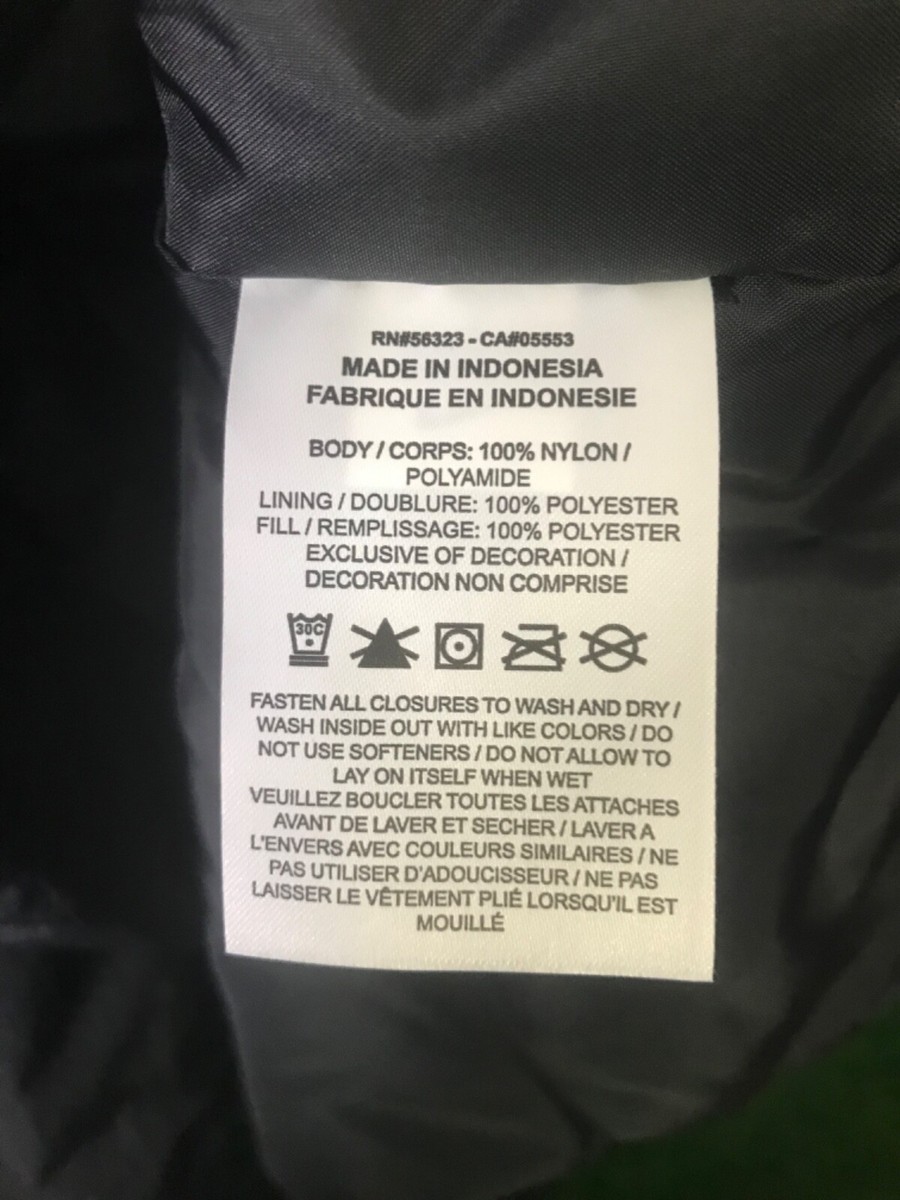 RN#56323 - CA#05553
MADE IN INDONESIA
FABRIQUE EN INDONESIE
BODY / CORPS: 100% NYLON /
POLYAMIDE
LINING / DOUBLURE: 100% POLYESTER
FILL / REMPLISSAGE: 100% POLYESTER
EXCLUSIVE OF DECORATION /
DECORATION NON COMPRISE
30C
FASTEN ALL CLOSURES TO WASH AND DRY /
WASH INSIDE OUT WITH LIKE COLORS / DO
NOT USE SOFTENERS / DO NOT ALLOW TO
LAY ON ITSELF WHEN WET
VEUILLEZ BOUCLER TOUTES LES ATTACHES
AVANT DE LAVER ET SECHER / LAVER A
L'ENVERS AVEC COULEURS SIMILAIRES / NE
PAS UTILISER D'ADOUCISSEUR / NE PAS
LAISSER LE VÊTEMENT PLIÉ LORSQU'IL EST
MOUILLÉ